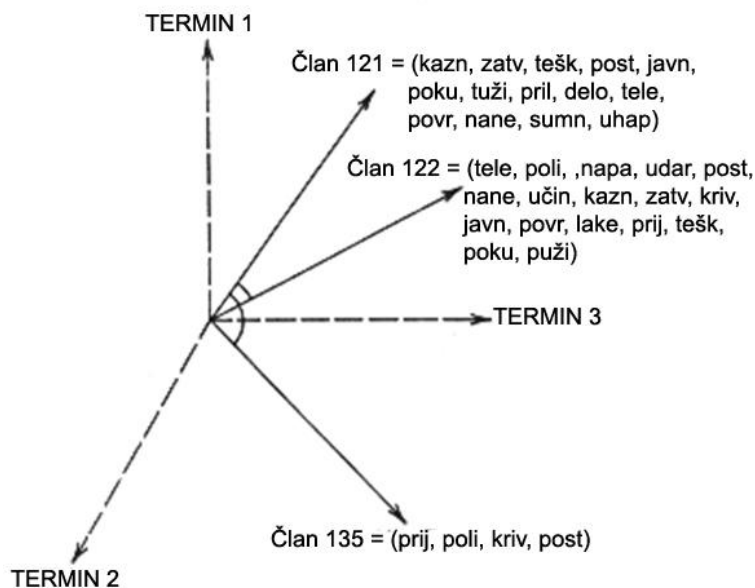 TERMIN 1
Član 121 = (kazn, zatv, tešk, post, javn,
poku, tuži, pril, delo, tele,
povr, nane, sumn, uhap)
Član 122 = (tele, poli, ,napa, udar, post,
nane, učin, kazn, zatv, kriv,
javn, povr, lake, prij, tešk,
poku, puži)
TERMIN 3
Član 135 = (prij, poli, kriv, post)
TERMIN 2